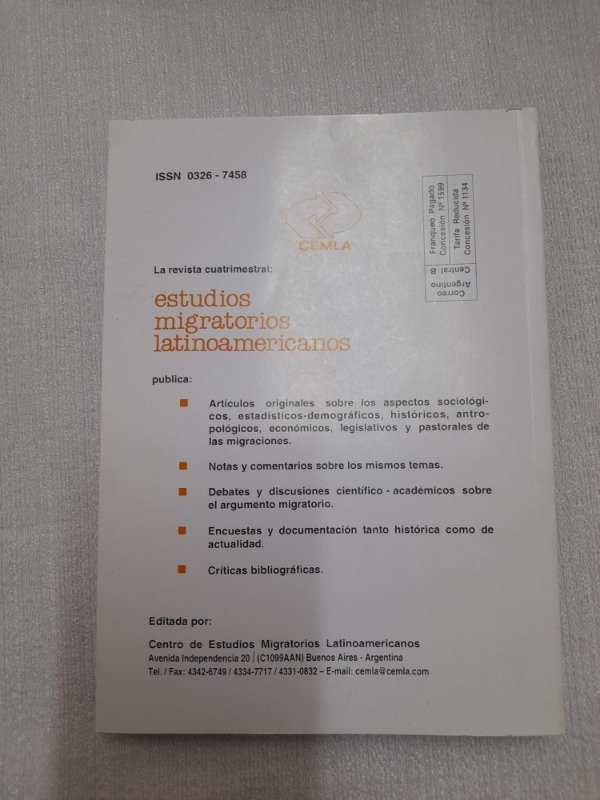 ISSN 0326 - 7458
CEMLA
Franqueo Pagado
Concesión Nº 1599
Tarifa Reducida
Concesión Nº 1134
Correo
Argentino
Central B
La revista cuatrimestral:
estudios
migratorios
latinoamericanos
publica:
Artículos originales sobre los aspectos sociológi-
cos, estadísticos-demográficos, históricos, antro-
pológicos, económicos, legislativos y pastorales de
las migraciones.
Notas y comentarios sobre los mismos temas.
Debates y discusiones científico - académicos sobre
el argumento migratorio.
Encuestas y documentación tanto histórica como de
actualidad.
Críticas bibliográficas.
Editada por:
Centro de Estudios Migratorios Latinoamericanos
Avenida Independencia 20 | (C1099AAN) Buenos Aires - Argentina
Tel. / Fax: 4342-6749 / 4334-7717 / 4331-0832 – E-mail: cemla@cemla.com